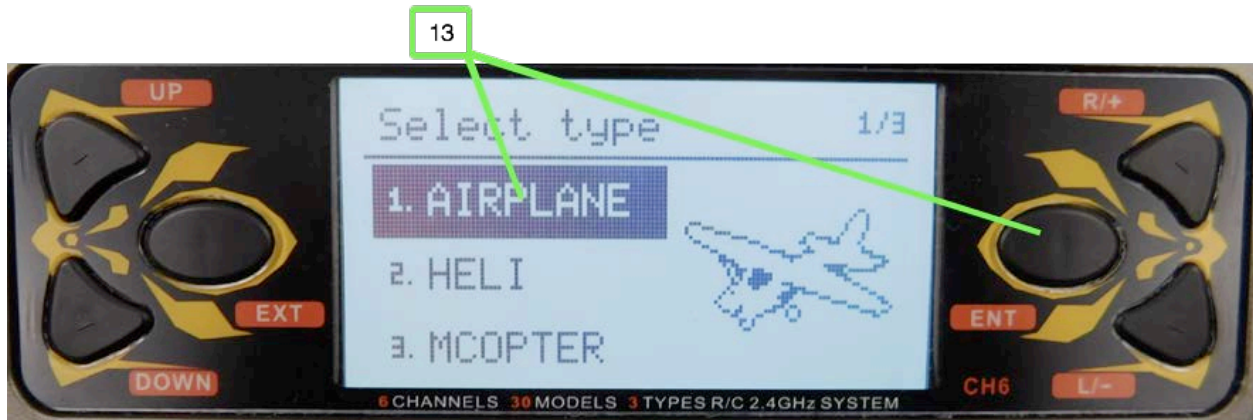 13
UP
R/+
Select type 1/3
1. AIRPLANE
2. HELI
3. MCOPTER
EXT
ENT
DOWN
CH6
L/-
6 CHANNELS 30 MODELS 3 TYPES R/C 2.4GHz SYSTEM